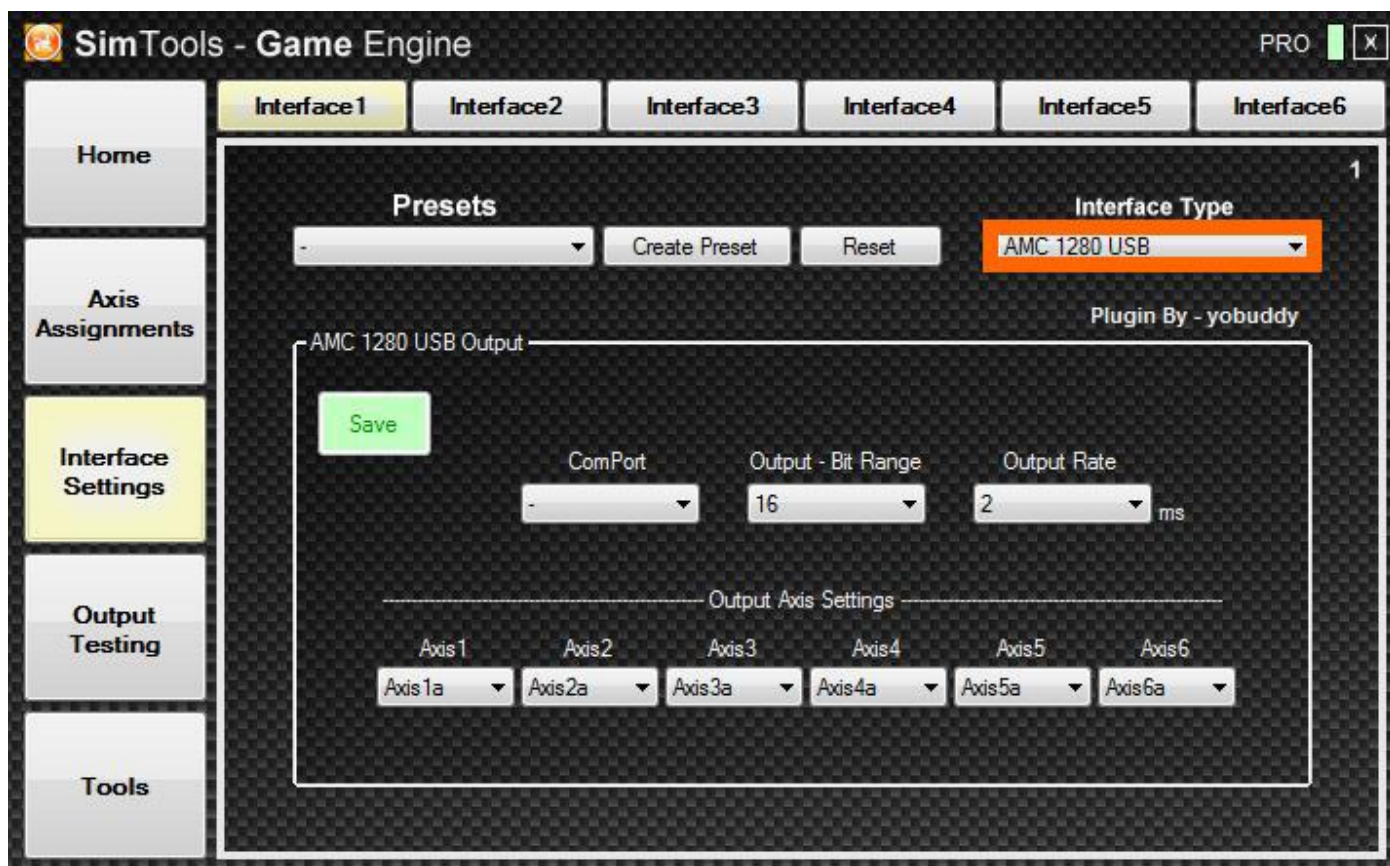 SimTools - Game Engine
PRO
X
Interface1 Interface2 Interface3 Interface4 Interface5 Interface6
Home
Axis
Assignments
Interface
Settings
Output
Testing
Tools
1
Presets
Interface Type
-
Create Preset
Reset
AMC 1280 USB
Plugin By - yobuddy
AMC 1280 USB Output
Save
ComPort Output - Bit Range Output Rate
- 16 2 ms
Output Axis Settings
Axis1 Axis2 Axis3 Axis4 Axis5 Axis6
Axis1a Axis2a Axis3a Axis4a Axis5a Axis6a